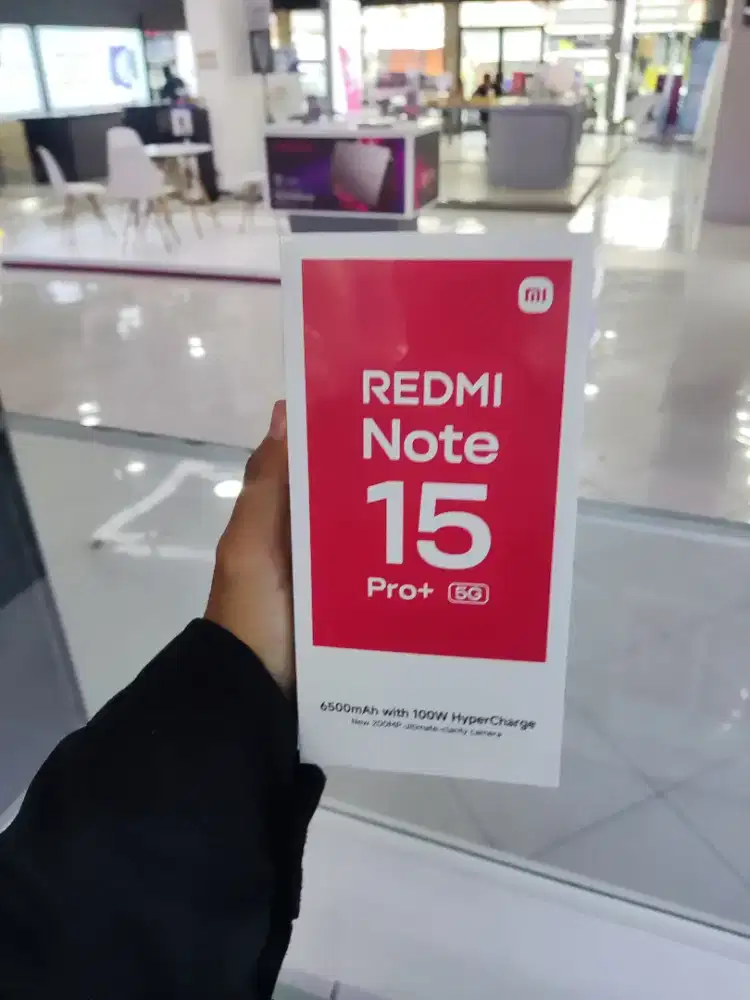 mi
REDMI
Note
15
Pro+ 5G
6500mAh with 100W HyperCharge
New 200MP ultimate-clarity camera